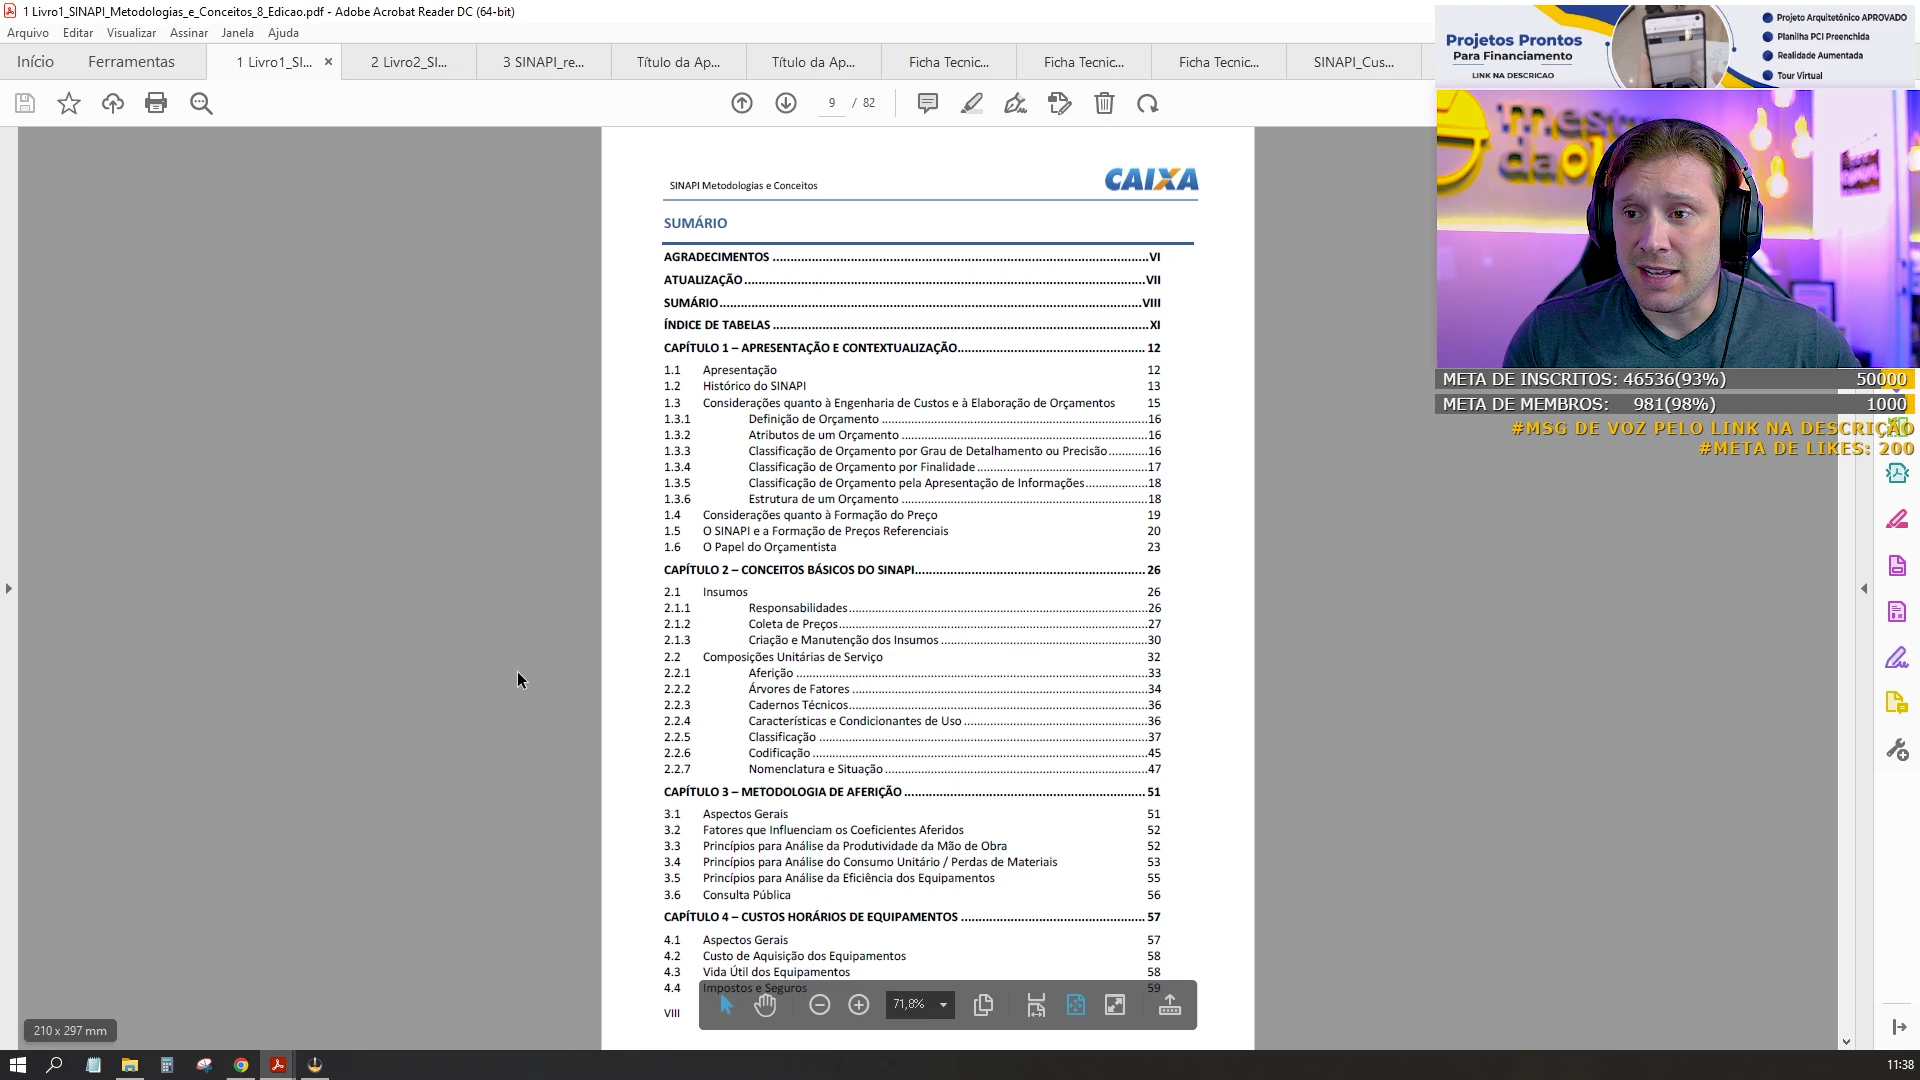 1 Livro1_SINAPI_Metodologias_e_Conceitos_8_Edicao.pdf - Adobe Acrobat Reader DC (64-bit)
Arquivo Editar Visualizar Assinar Janela Ajuda
Início Ferramentas 1 Livro1_SI... × 2 Livro2_SI... 3 SINAPI_re... Título da Ap... Título da Ap... Ficha Tecnic... Ficha Tecnic... Ficha Tecnic... SINAPI_Cus...
9 / 82
Projetos Prontos
Para Financiamento
LINK NA DESCRICAO
Projeto Arquitetônico APROVADO
Planilha PCI Preenchida
Realidade Aumentada
Tour Virtual
META DE INSCRITOS: 46536(93%) 50000
META DE MEMBROS: 981(98%) 1000
#MSG DE VOZ PELO LINK NA DESCRIÇÃO
#META DE LIKES: 200
SINAPI Metodologias e Conceitos
CAIXA
SUMÁRIO
AGRADECIMENTOS ........ VI
ATUALIZAÇÃO ........ VII
SUMÁRIO ........ VIII
ÍNDICE DE TABELAS ........ XI
CAPÍTULO 1 – APRESENTAÇÃO E CONTEXTUALIZAÇÃO ........ 12
1.1 Apresentação 12
1.2 Histórico do SINAPI 13
1.3 Considerações quanto à Engenharia de Custos e à Elaboração de Orçamentos 15
1.3.1 Definição de Orçamento ........ 16
1.3.2 Atributos de um Orçamento ........ 16
1.3.3 Classificação de Orçamento por Grau de Detalhamento ou Precisão ........ 16
1.3.4 Classificação de Orçamento por Finalidade ........ 17
1.3.5 Classificação de Orçamento pela Apresentação de Informações ........ 18
1.3.6 Estrutura de um Orçamento ........ 18
1.4 Considerações quanto à Formação do Preço 19
1.5 O SINAPI e a Formação de Preços Referenciais 20
1.6 O Papel do Orçamentista 23
CAPÍTULO 2 – CONCEITOS BÁSICOS DO SINAPI ........ 26
2.1 Insumos 26
2.1.1 Responsabilidades ........ 26
2.1.2 Coleta de Preços ........ 27
2.1.3 Criação e Manutenção dos Insumos ........ 30
2.2 Composições Unitárias de Serviço 32
2.2.1 Aferição ........ 33
2.2.2 Árvores de Fatores ........ 34
2.2.3 Cadernos Técnicos ........ 36
2.2.4 Características e Condicionantes de Uso ........ 36
2.2.5 Classificação ........ 37
2.2.6 Codificação ........ 45
2.2.7 Nomenclatura e Situação ........ 47
CAPÍTULO 3 – METODOLOGIA DE AFERIÇÃO ........ 51
3.1 Aspectos Gerais 51
3.2 Fatores que Influenciam os Coeficientes Aferidos 52
3.3 Princípios para Análise da Produtividade da Mão de Obra 52
3.4 Princípios para Análise do Consumo Unitário / Perdas de Materiais 53
3.5 Princípios para Análise da Eficiência dos Equipamentos 55
3.6 Consulta Pública 56
CAPÍTULO 4 – CUSTOS HORÁRIOS DE EQUIPAMENTOS ........ 57
4.1 Aspectos Gerais 57
4.2 Custo de Aquisição dos Equipamentos 58
4.3 Vida Útil dos Equipamentos 58
4.4 Impostos e Seguros 59
71,8%
VIII
210 x 297 mm
11:38